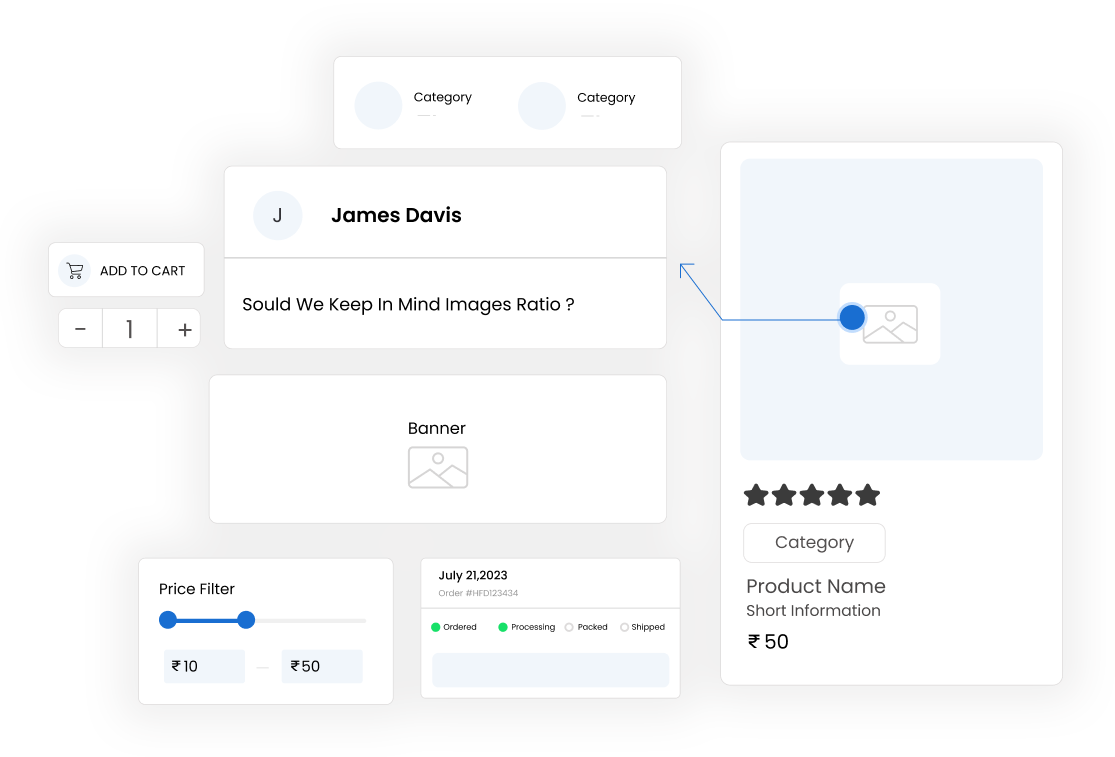 Category
Category
J
James Davis
Sould We Keep In Mind Images Ratio ?
ADD TO CART
- 1 +
Banner
Price Filter
₹10
₹50
July 21,2023
Order #HFD123434
Ordered Processing Packed Shipped
Category
Product Name
Short Information
₹ 50